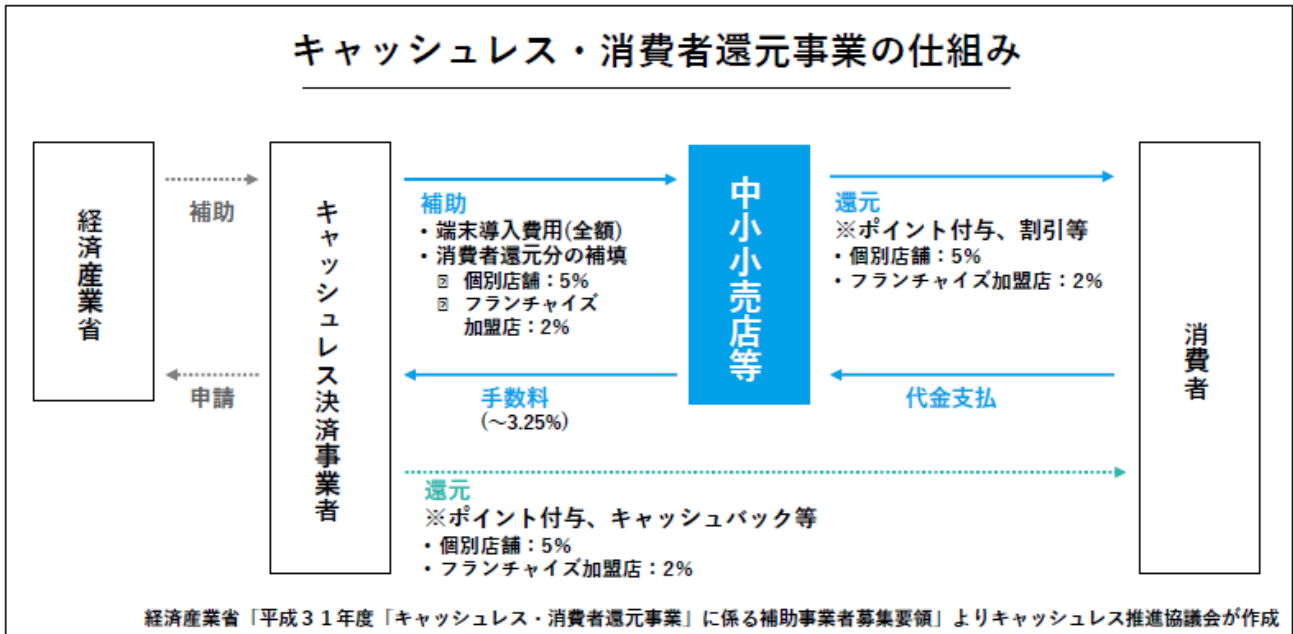 キャッシュレス・消費者還元事業の仕組み
経済産業省
補助
申請
キャッシュレス決済事業者
補助
・端末導入費用(全額)
・消費者還元分の補填
個別店舗：5%
フランチャイズ
加盟店：2%
手数料
(～3.25%)
中小小売店等
還元
※ポイント付与、割引等
・個別店舗：5%
・フランチャイズ加盟店：2%
代金支払
消費者
還元
※ポイント付与、キャッシュバック等
・個別店舗：5%
・フランチャイズ加盟店：2%
経済産業省「平成３１年度「キャッシュレス・消費者還元事業」に係る補助事業者募集要領」よりキャッシュレス推進協議会が作成